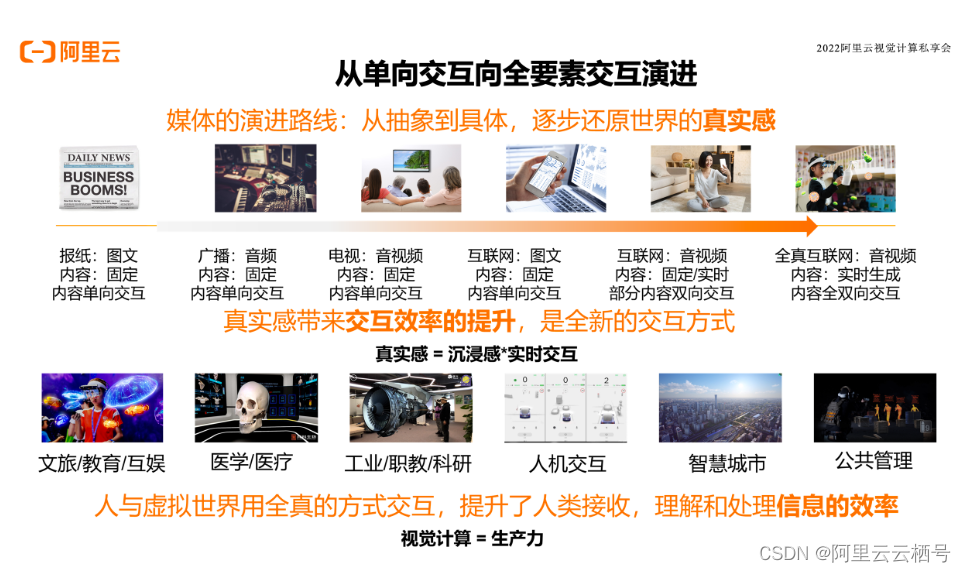 阿里云
2022阿里云视觉计算私享会
从单向交互向全要素交互演进
媒体的演进路线：从抽象到具体，逐步还原世界的真实感
DAILY NEWS
BUSINESS
BOOMS!
报纸：图文
内容：固定
内容单向交互
广播：音频
内容：固定
内容单向交互
电视：音视频
内容：固定
内容单向交互
互联网：图文
内容：固定
内容单向交互
互联网：音视频
内容：固定/实时
部分内容双向交互
全真互联网：音视频
内容：实时生成
内容全双向交互
真实感带来交互效率的提升，是全新的交互方式
真实感 = 沉浸感*实时交互
0 0 2
文旅/教育/互娱
医学/医疗
工业/职教/科研
人机交互
智慧城市
公共管理
人与虚拟世界用全真的方式交互，提升了人类接收，理解和处理信息的效率
视觉计算 = 生产力
CSDN @阿里云云栖号